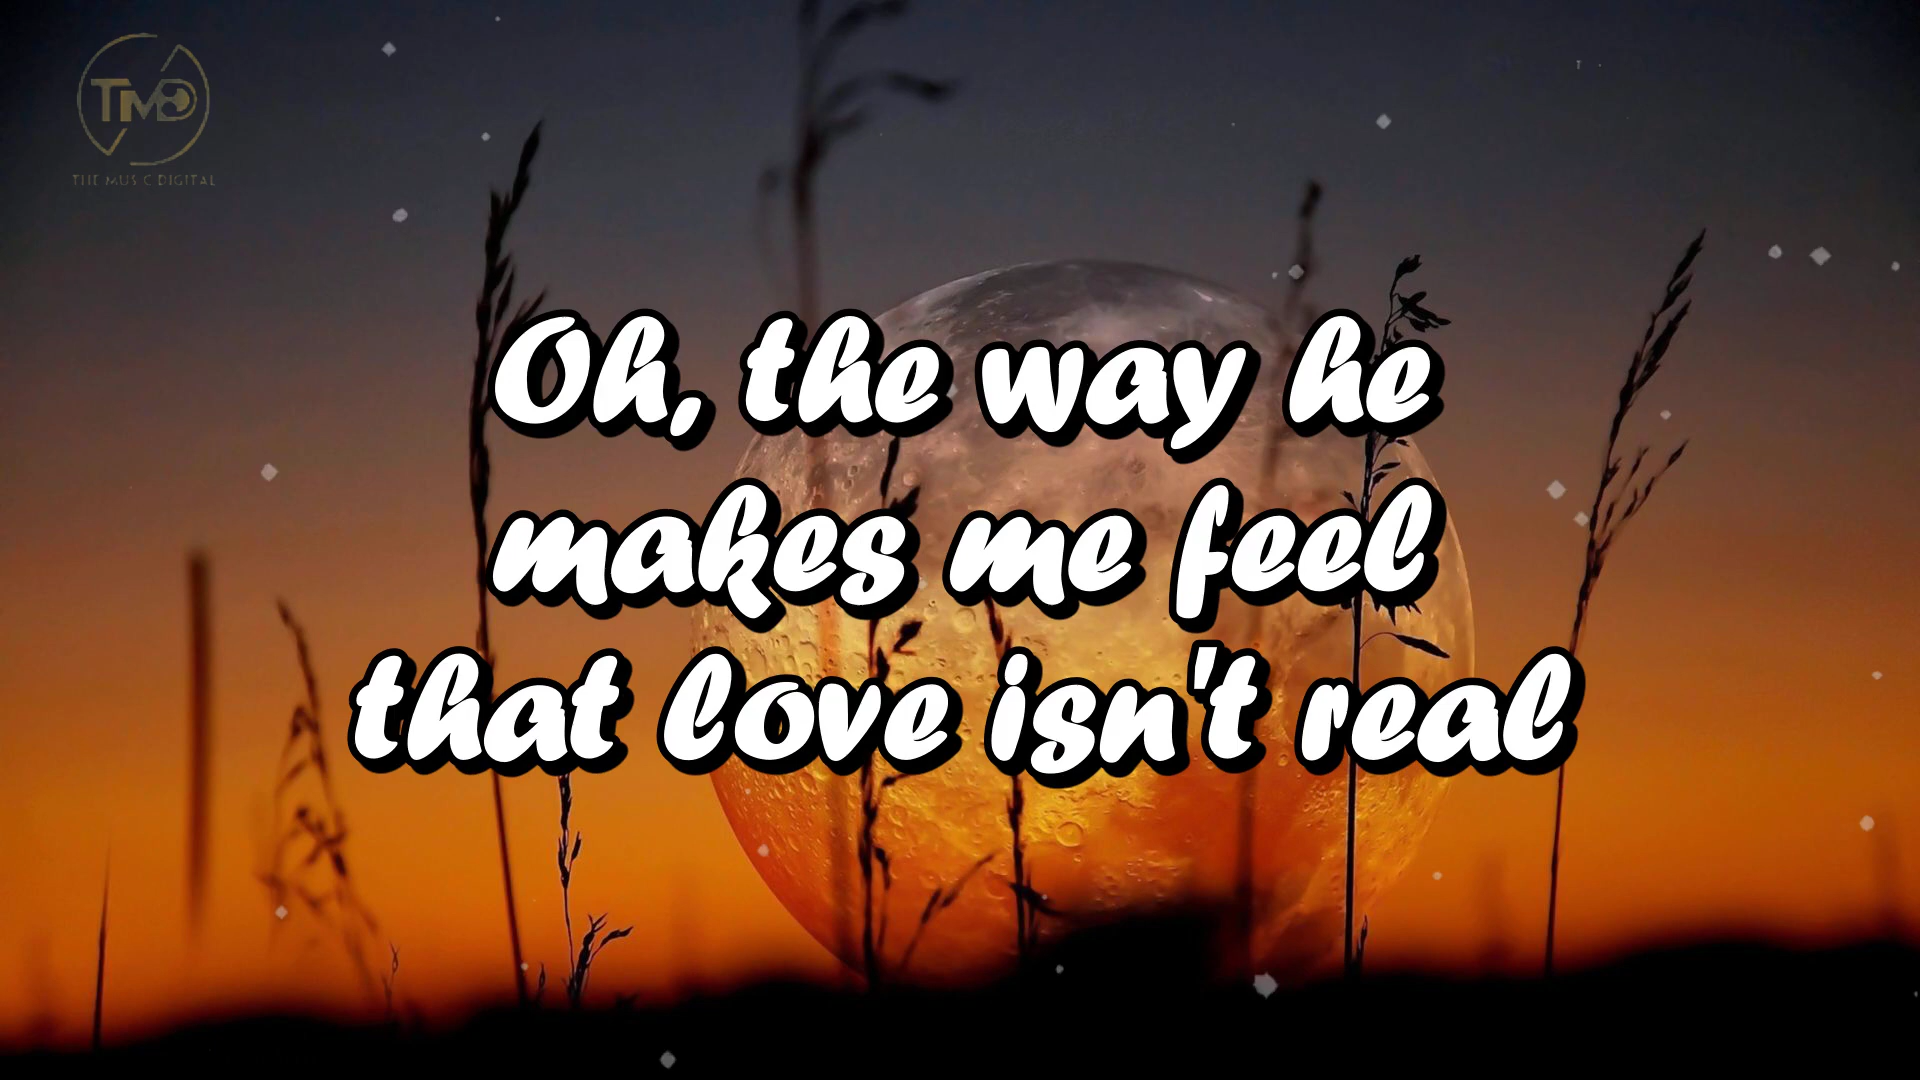 TMD
THE MUSIC DIGITAL
Oh, the way he
makes me feel
that love isn't real